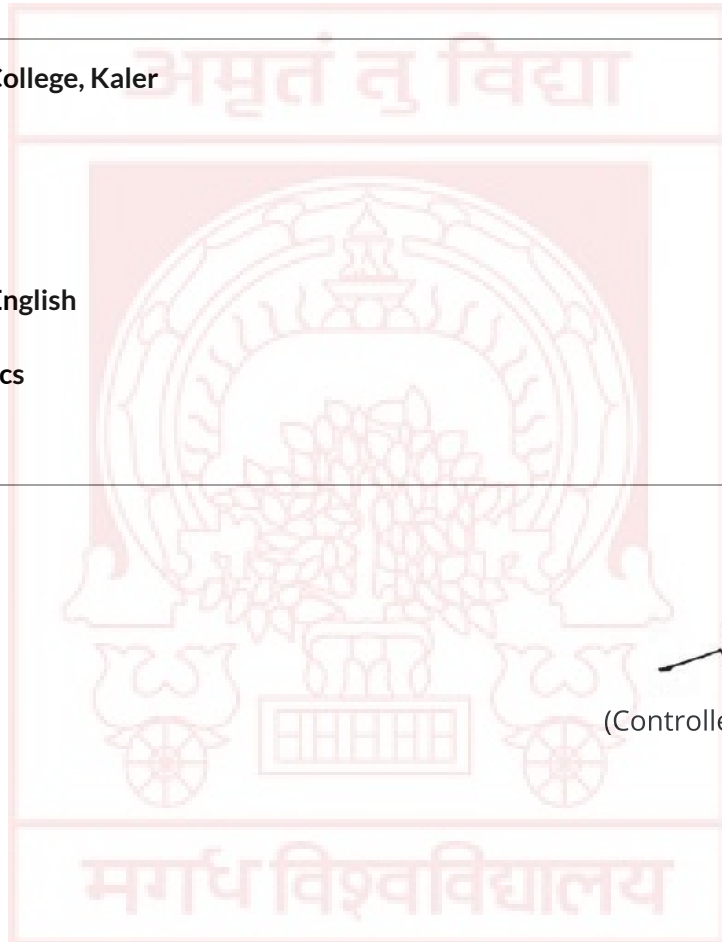 अमृतं तु विद्या
College, Kaler
English
cs
(Controlle
मगध विश्वविद्यालय